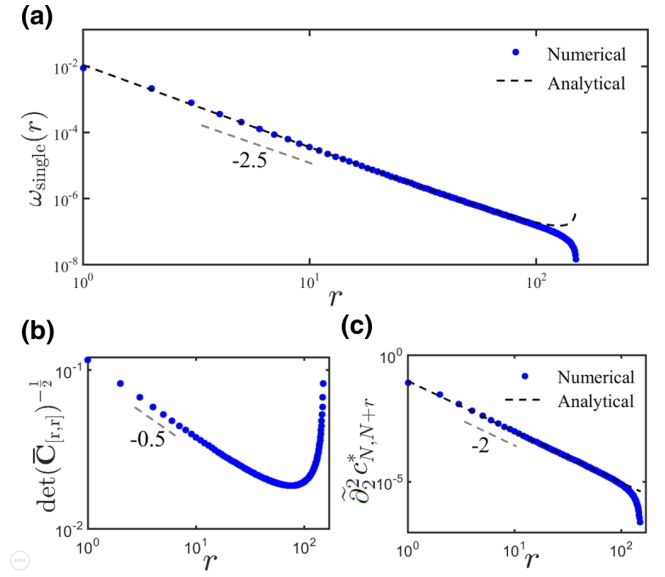 (a)
10^-2
10^-4
10^-6
10^-8
ω_single(r)
Numerical
Analytical
-2.5
10^0
10^1
10^2
r
(b)
10^-1
10^-2
det(C̅_[r,r])^-1/2
-0.5
10^0
10^1
10^2
r
(c)
10^0
10^-5
∂̃_2^2 c*_N,N+r
Numerical
Analytical
-2
10^0
10^1
10^2
r